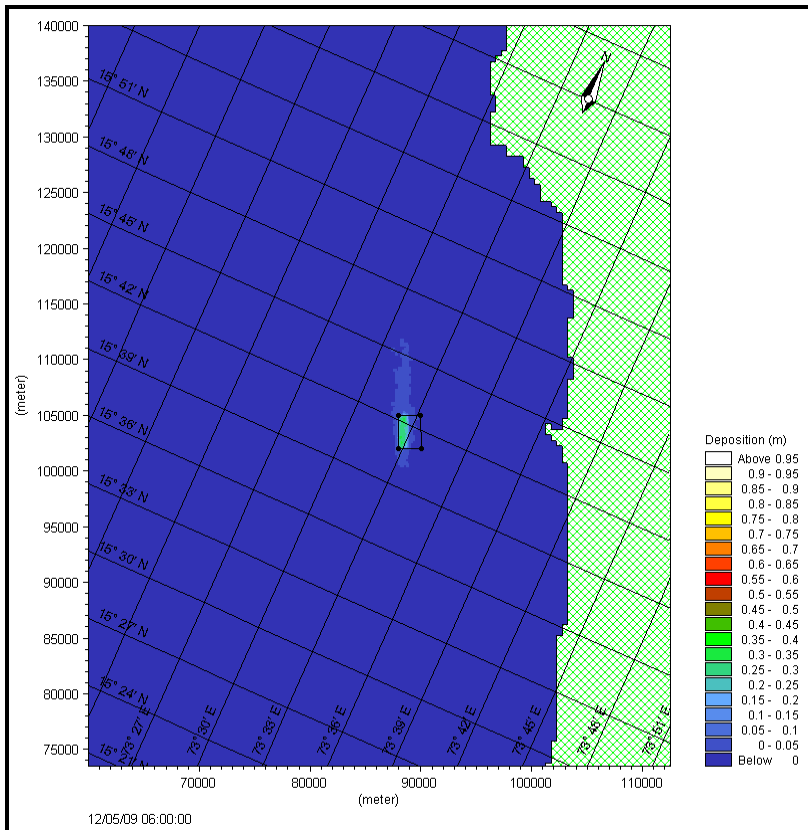 140000
135000
130000
125000
120000
115000
110000
105000
100000
95000
90000
85000
80000
75000
(meter)
15° 51' N
15° 48' N
15° 45' N
15° 42' N
15° 39' N
15° 36' N
15° 33' N
15° 30' N
15° 27' N
15° 24' N
15° 21' N
73° 27' E
73° 30' E
73° 33' E
73° 36' E
73° 39' E
73° 42' E
73° 45' E
73° 48' E
73° 51' E
N
70000 80000 90000 100000 110000
(meter)
12/05/09 06:00:00
Deposition (m)
Above 0.95
0.9 - 0.95
0.85 - 0.9
0.8 - 0.85
0.75 - 0.8
0.7 - 0.75
0.65 - 0.7
0.6 - 0.65
0.55 - 0.6
0.5 - 0.55
0.45 - 0.5
0.4 - 0.45
0.35 - 0.4
0.3 - 0.35
0.25 - 0.3
0.2 - 0.25
0.15 - 0.2
0.1 - 0.15
0.05 - 0.1
0 - 0.05
Below 0